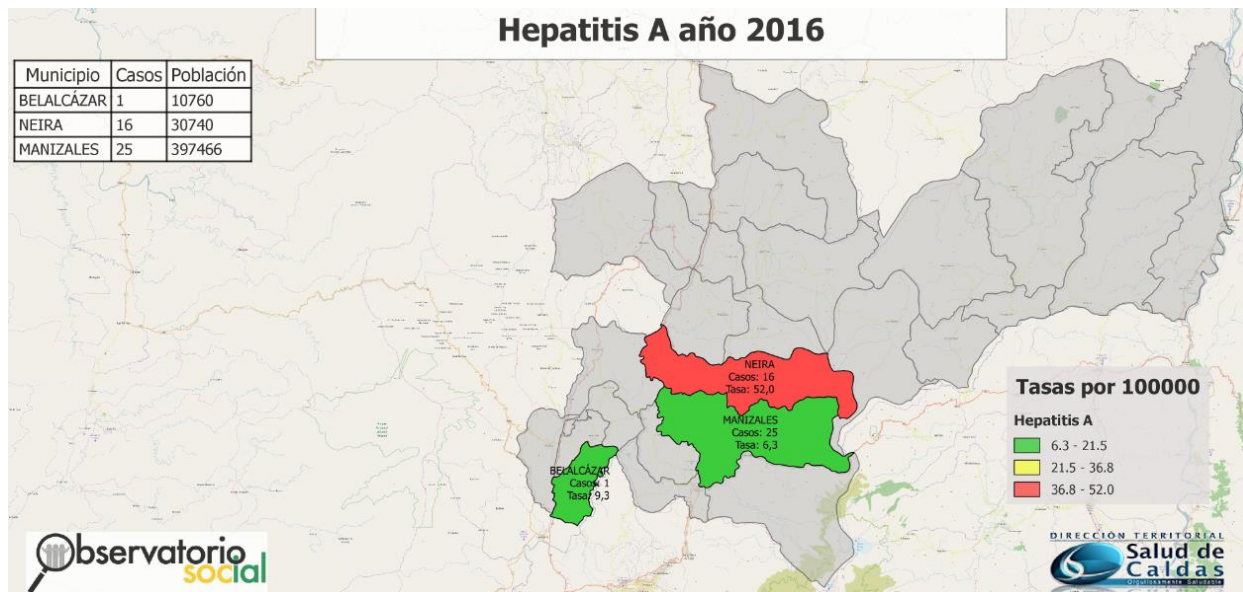 Hepatitis A año 2016
Municipio Casos Población
BELALCÁZAR 1 10760
NEIRA 16 30740
MANIZALES 25 397466
NEIRA
Casos: 16
Tasa: 52,0
MANIZALES
Casos: 25
Tasa: 6,3
BELALCÁZAR
Casos: 1
Tasa: 9,3
Tasas por 100000
Hepatitis A
6.3 - 21.5
21.5 - 36.8
36.8 - 52.0
Observatorio
social
DIRECCIÓN TERRITORIAL
Salud de
Caldas
Orgullosamente Saludable